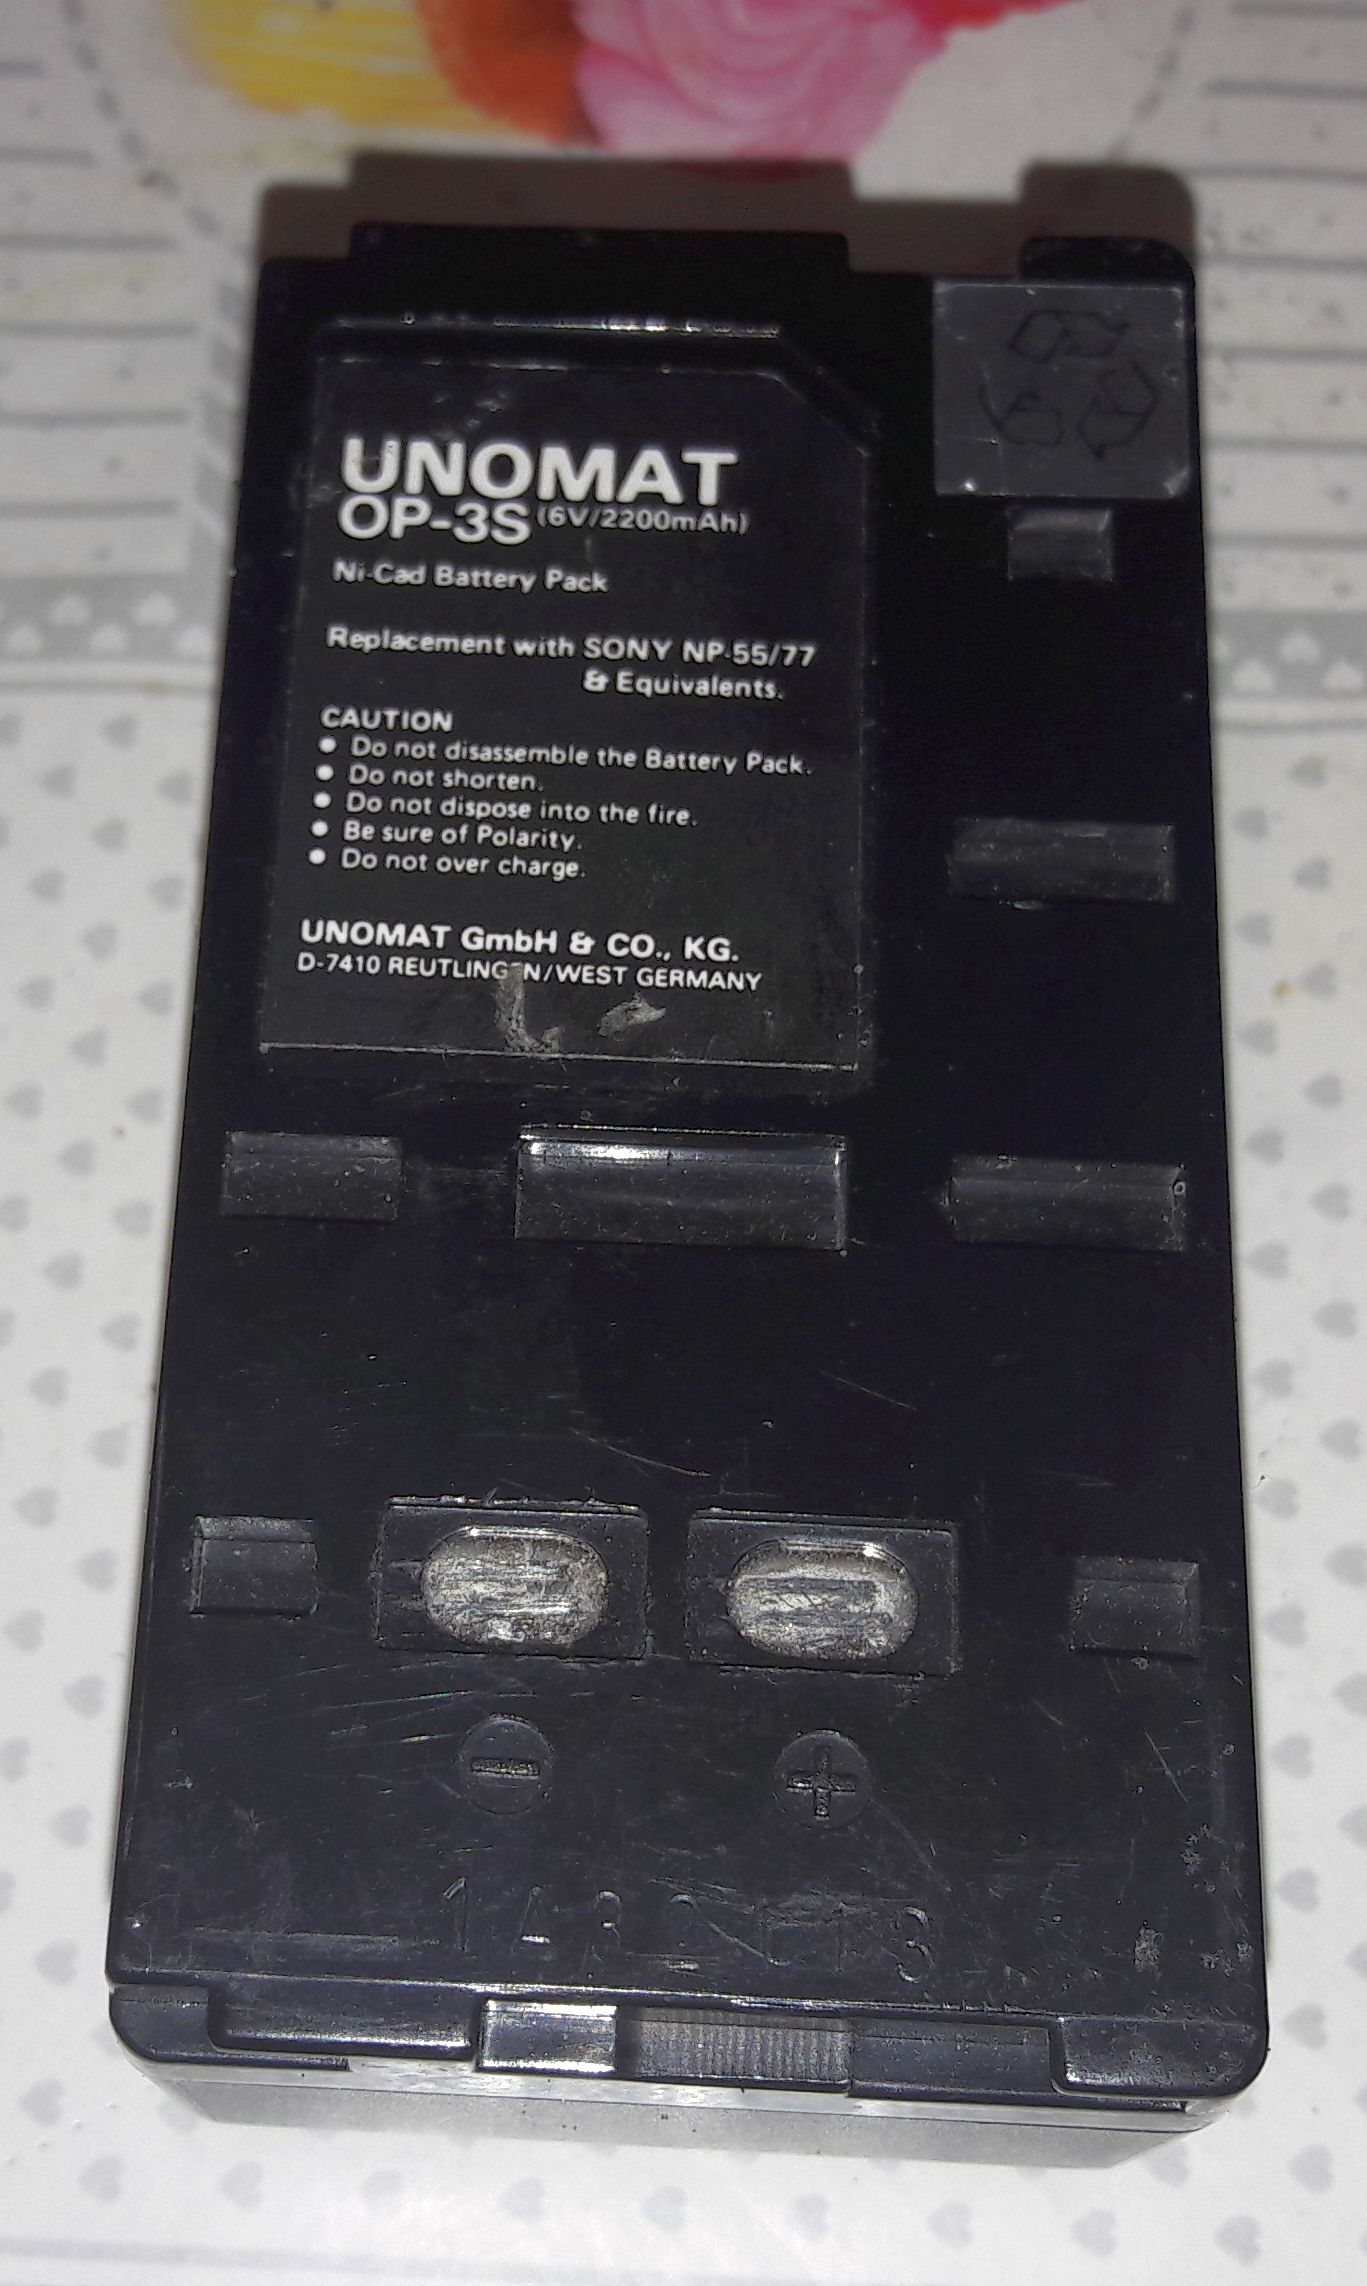 UNOMAT
OP-3S (6V/2200mAh)
Ni-Cad Battery Pack
Replacement with SONY NP-55/77
& Equivalents.
CAUTION
● Do not disassemble the Battery Pack.
● Do not shorten.
● Do not dispose into the fire.
● Be sure of Polarity.
● Do not over charge.
UNOMAT GmbH & CO., KG.
D-7410 REUTLINGEN/WEST GERMANY